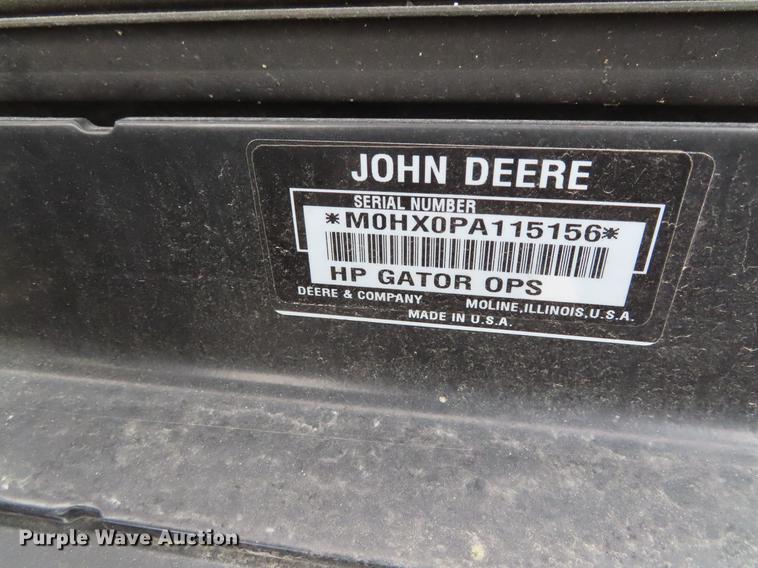 JOHN DEERE
SERIAL NUMBER
*M0HX0PA115156*
HP GATOR OPS
DEERE & COMPANY MOLINE, ILLINOIS, U.S.A.
MADE IN U.S.A.
Purple Wave Auction